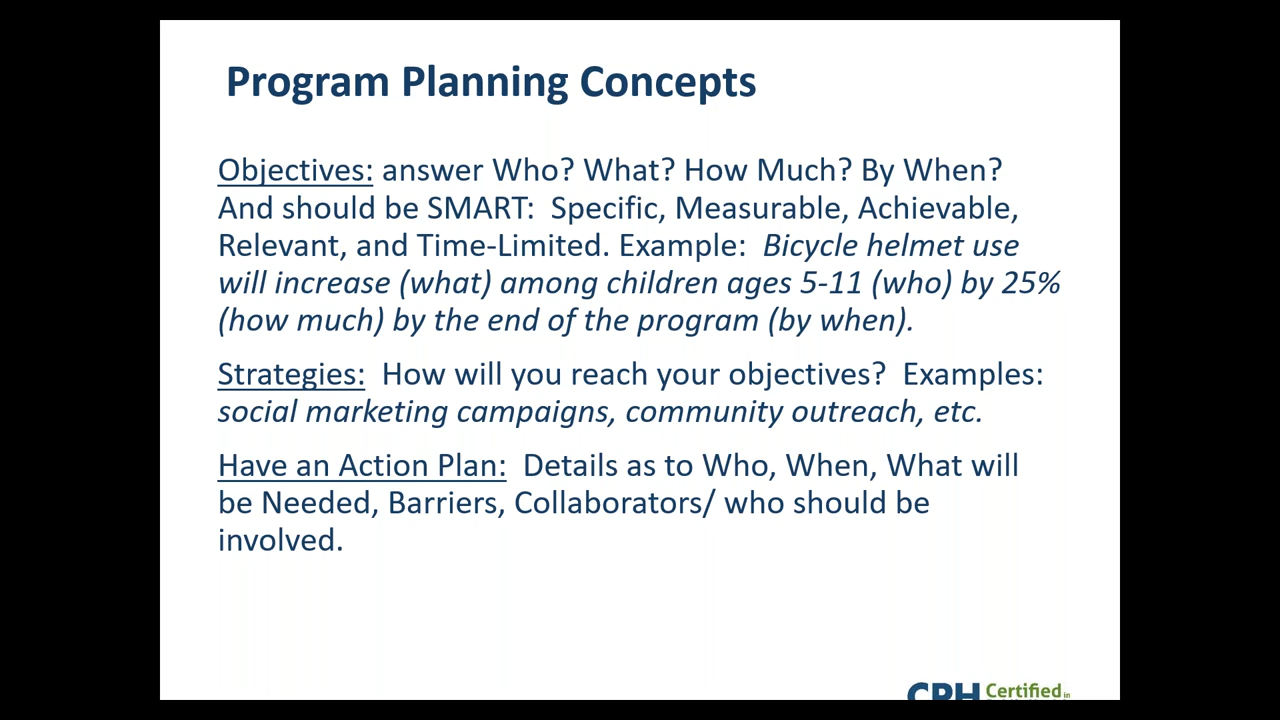 Program Planning Concepts
Objectives: answer Who? What? How Much? By When?
And should be SMART:  Specific, Measurable, Achievable,
Relevant, and Time-Limited. Example:  Bicycle helmet use
will increase (what) among children ages 5-11 (who) by 25%
(how much) by the end of the program (by when).
Strategies:  How will you reach your objectives?  Examples:
social marketing campaigns, community outreach, etc.
Have an Action Plan:  Details as to Who, When, What will
be Needed, Barriers, Collaborators/ who should be
involved.
CPH Certified in